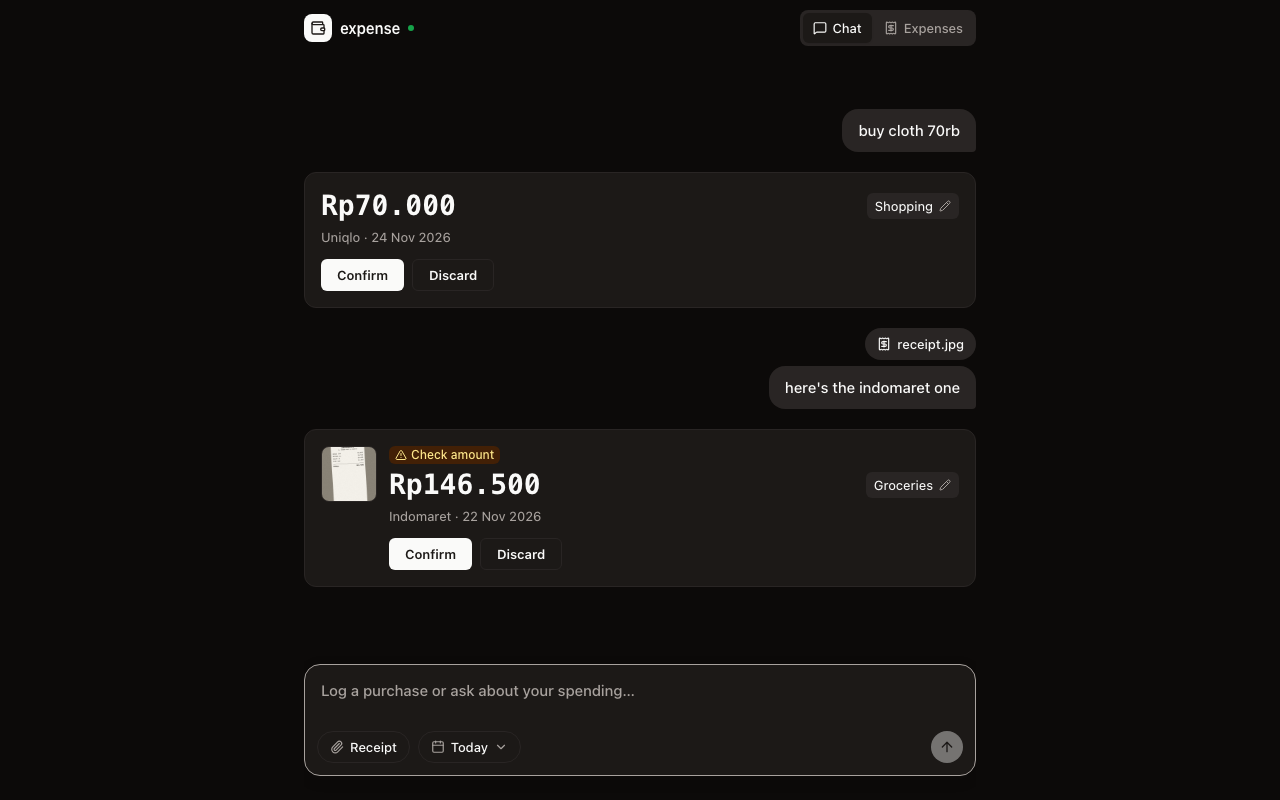 expense
Chat
Expenses
buy cloth 70rb
Rp70.000
Shopping
Uniqlo · 24 Nov 2026
Confirm
Discard
receipt.jpg
here's the indomaret one
Check amount
Rp146.500
Groceries
Indomaret · 22 Nov 2026
Confirm
Discard
Log a purchase or ask about your spending...
Receipt
Today